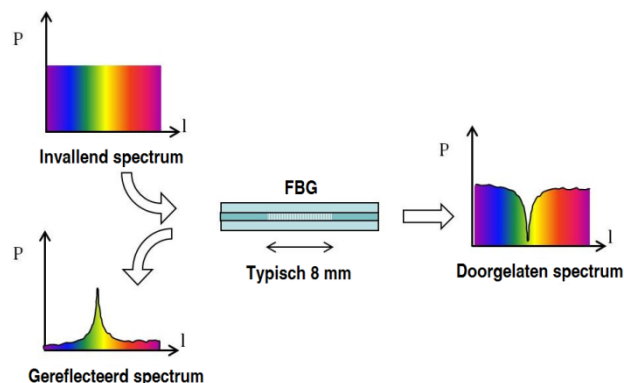 P
l
Invallend spectrum
FBG
Typisch 8 mm
P
l
Doorgelaten spectrum
P
l
Gereflecteerd spectrum